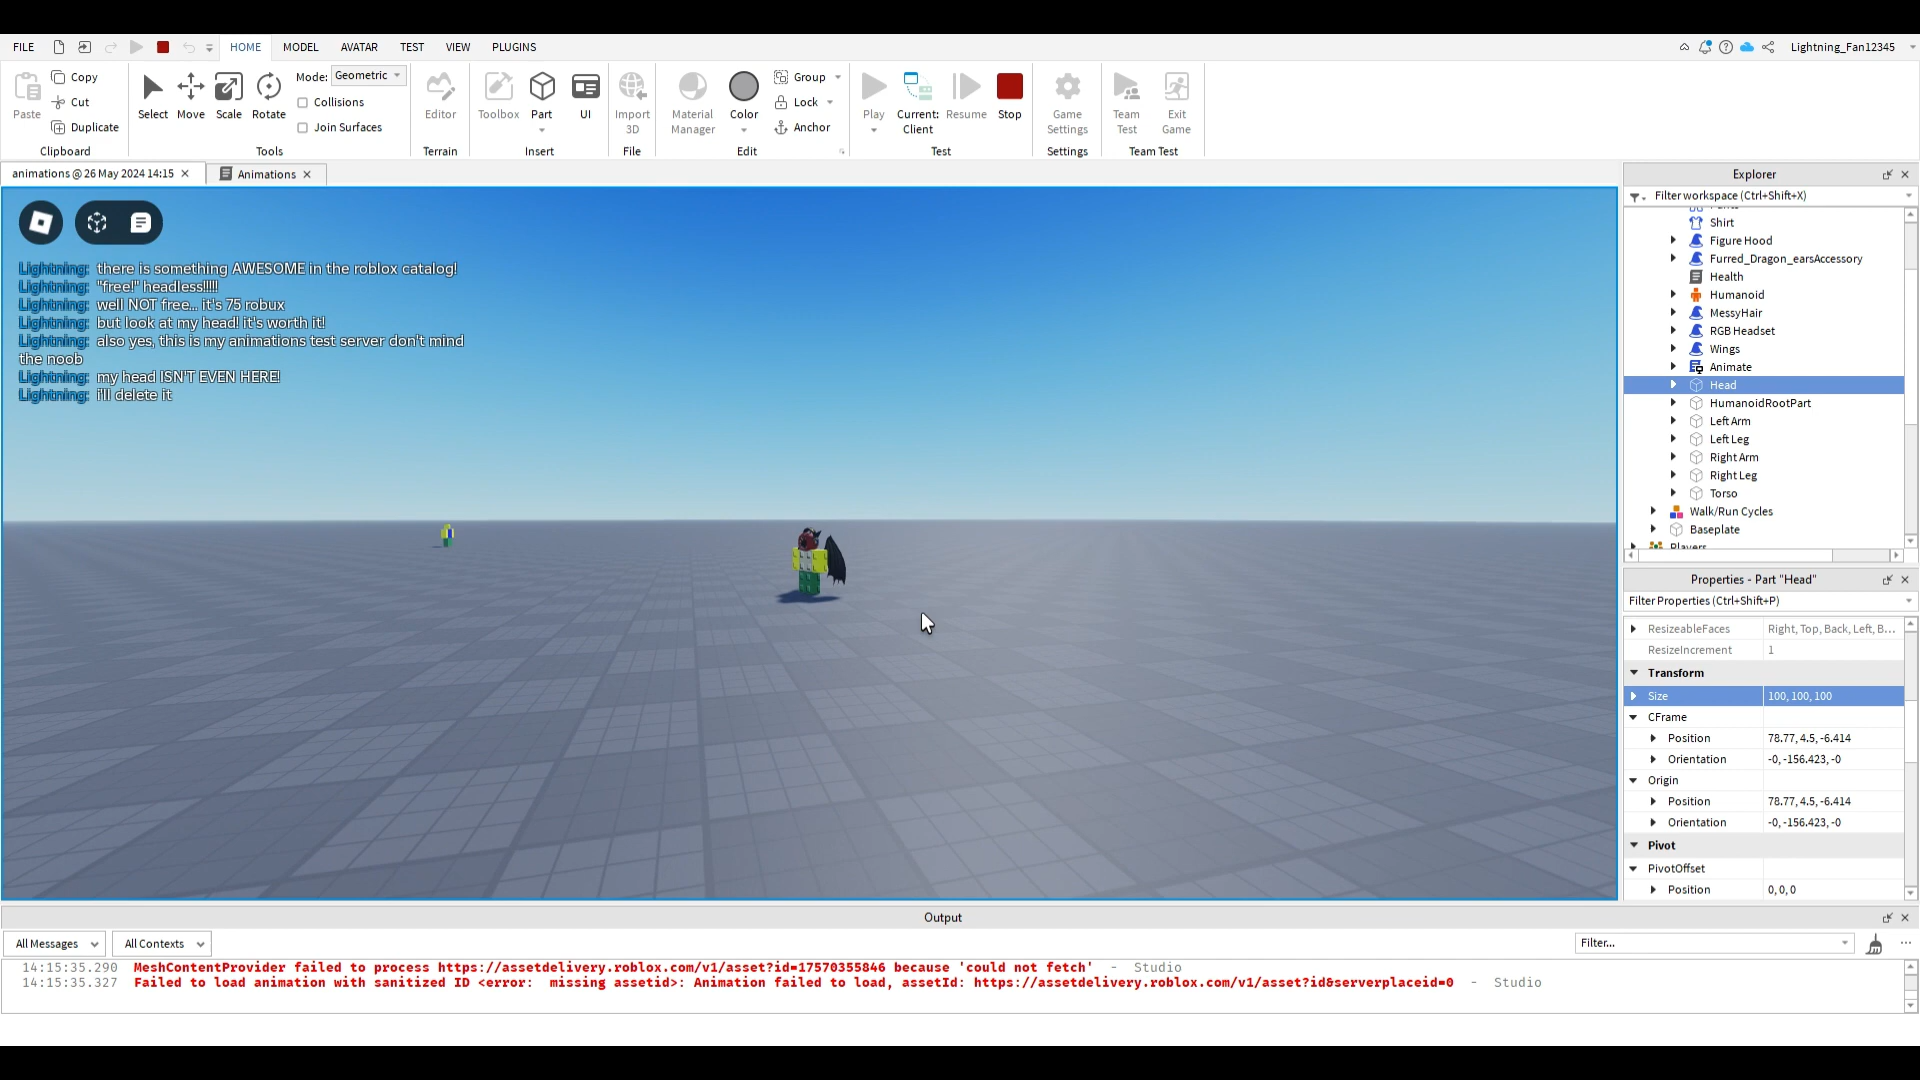 FILE HOME MODEL AVATAR TEST VIEW PLUGINS Lightning_Fan12345
Paste Copy Cut Duplicate Clipboard
Select Move Scale Rotate Mode: Geometric Collisions Join Surfaces Tools
Editor Terrain
Toolbox Part UI Insert
Import 3D File
Material Manager Color Group Lock Anchor Edit
Play Current: Client Resume Stop Test
Game Settings Settings
Team Test Exit Game Team Test
animations @ 26 May 2024 14:15 Animations
Lightning: there is something AWESOME in the roblox catalog!
Lightning: "free!" headless!!!!!
Lightning: well NOT free... it's 75 robux
Lightning: but look at my head! it's worth it!
Lightning: also yes, this is my animations test server don't mind
the noob
Lightning: my head ISN'T EVEN HERE!
Lightning: i'll delete it
Explorer
Filter workspace (Ctrl+Shift+X)
Shirt
Figure Hood
Furred_Dragon_earsAccessory
Health
Humanoid
MessyHair
RGB Headset
Wings
Animate
Head
HumanoidRootPart
Left Arm
Left Leg
Right Arm
Right Leg
Torso
Walk/Run Cycles
Baseplate
Players
Properties - Part "Head"
Filter Properties (Ctrl+Shift+P)
ResizeableFaces Right, Top, Back, Left, B...
ResizeIncrement 1
Transform
Size 100, 100, 100
CFrame
Position 78.77, 4.5, -6.414
Orientation -0, -156.423, -0
Origin
Position 78.77, 4.5, -6.414
Orientation -0, -156.423, -0
Pivot
PivotOffset
Position 0, 0, 0
Output
All Messages All Contexts Filter...
14:15:35.290 MeshContentProvider failed to process https://assetdelivery.roblox.com/v1/asset?id=17570355846 because 'could not fetch' - Studio
14:15:35.327 Failed to load animation with sanitized ID <error: missing assetid>: Animation failed to load, assetId: https://assetdelivery.roblox.com/v1/asset?id&serverplaceid=0 - Studio